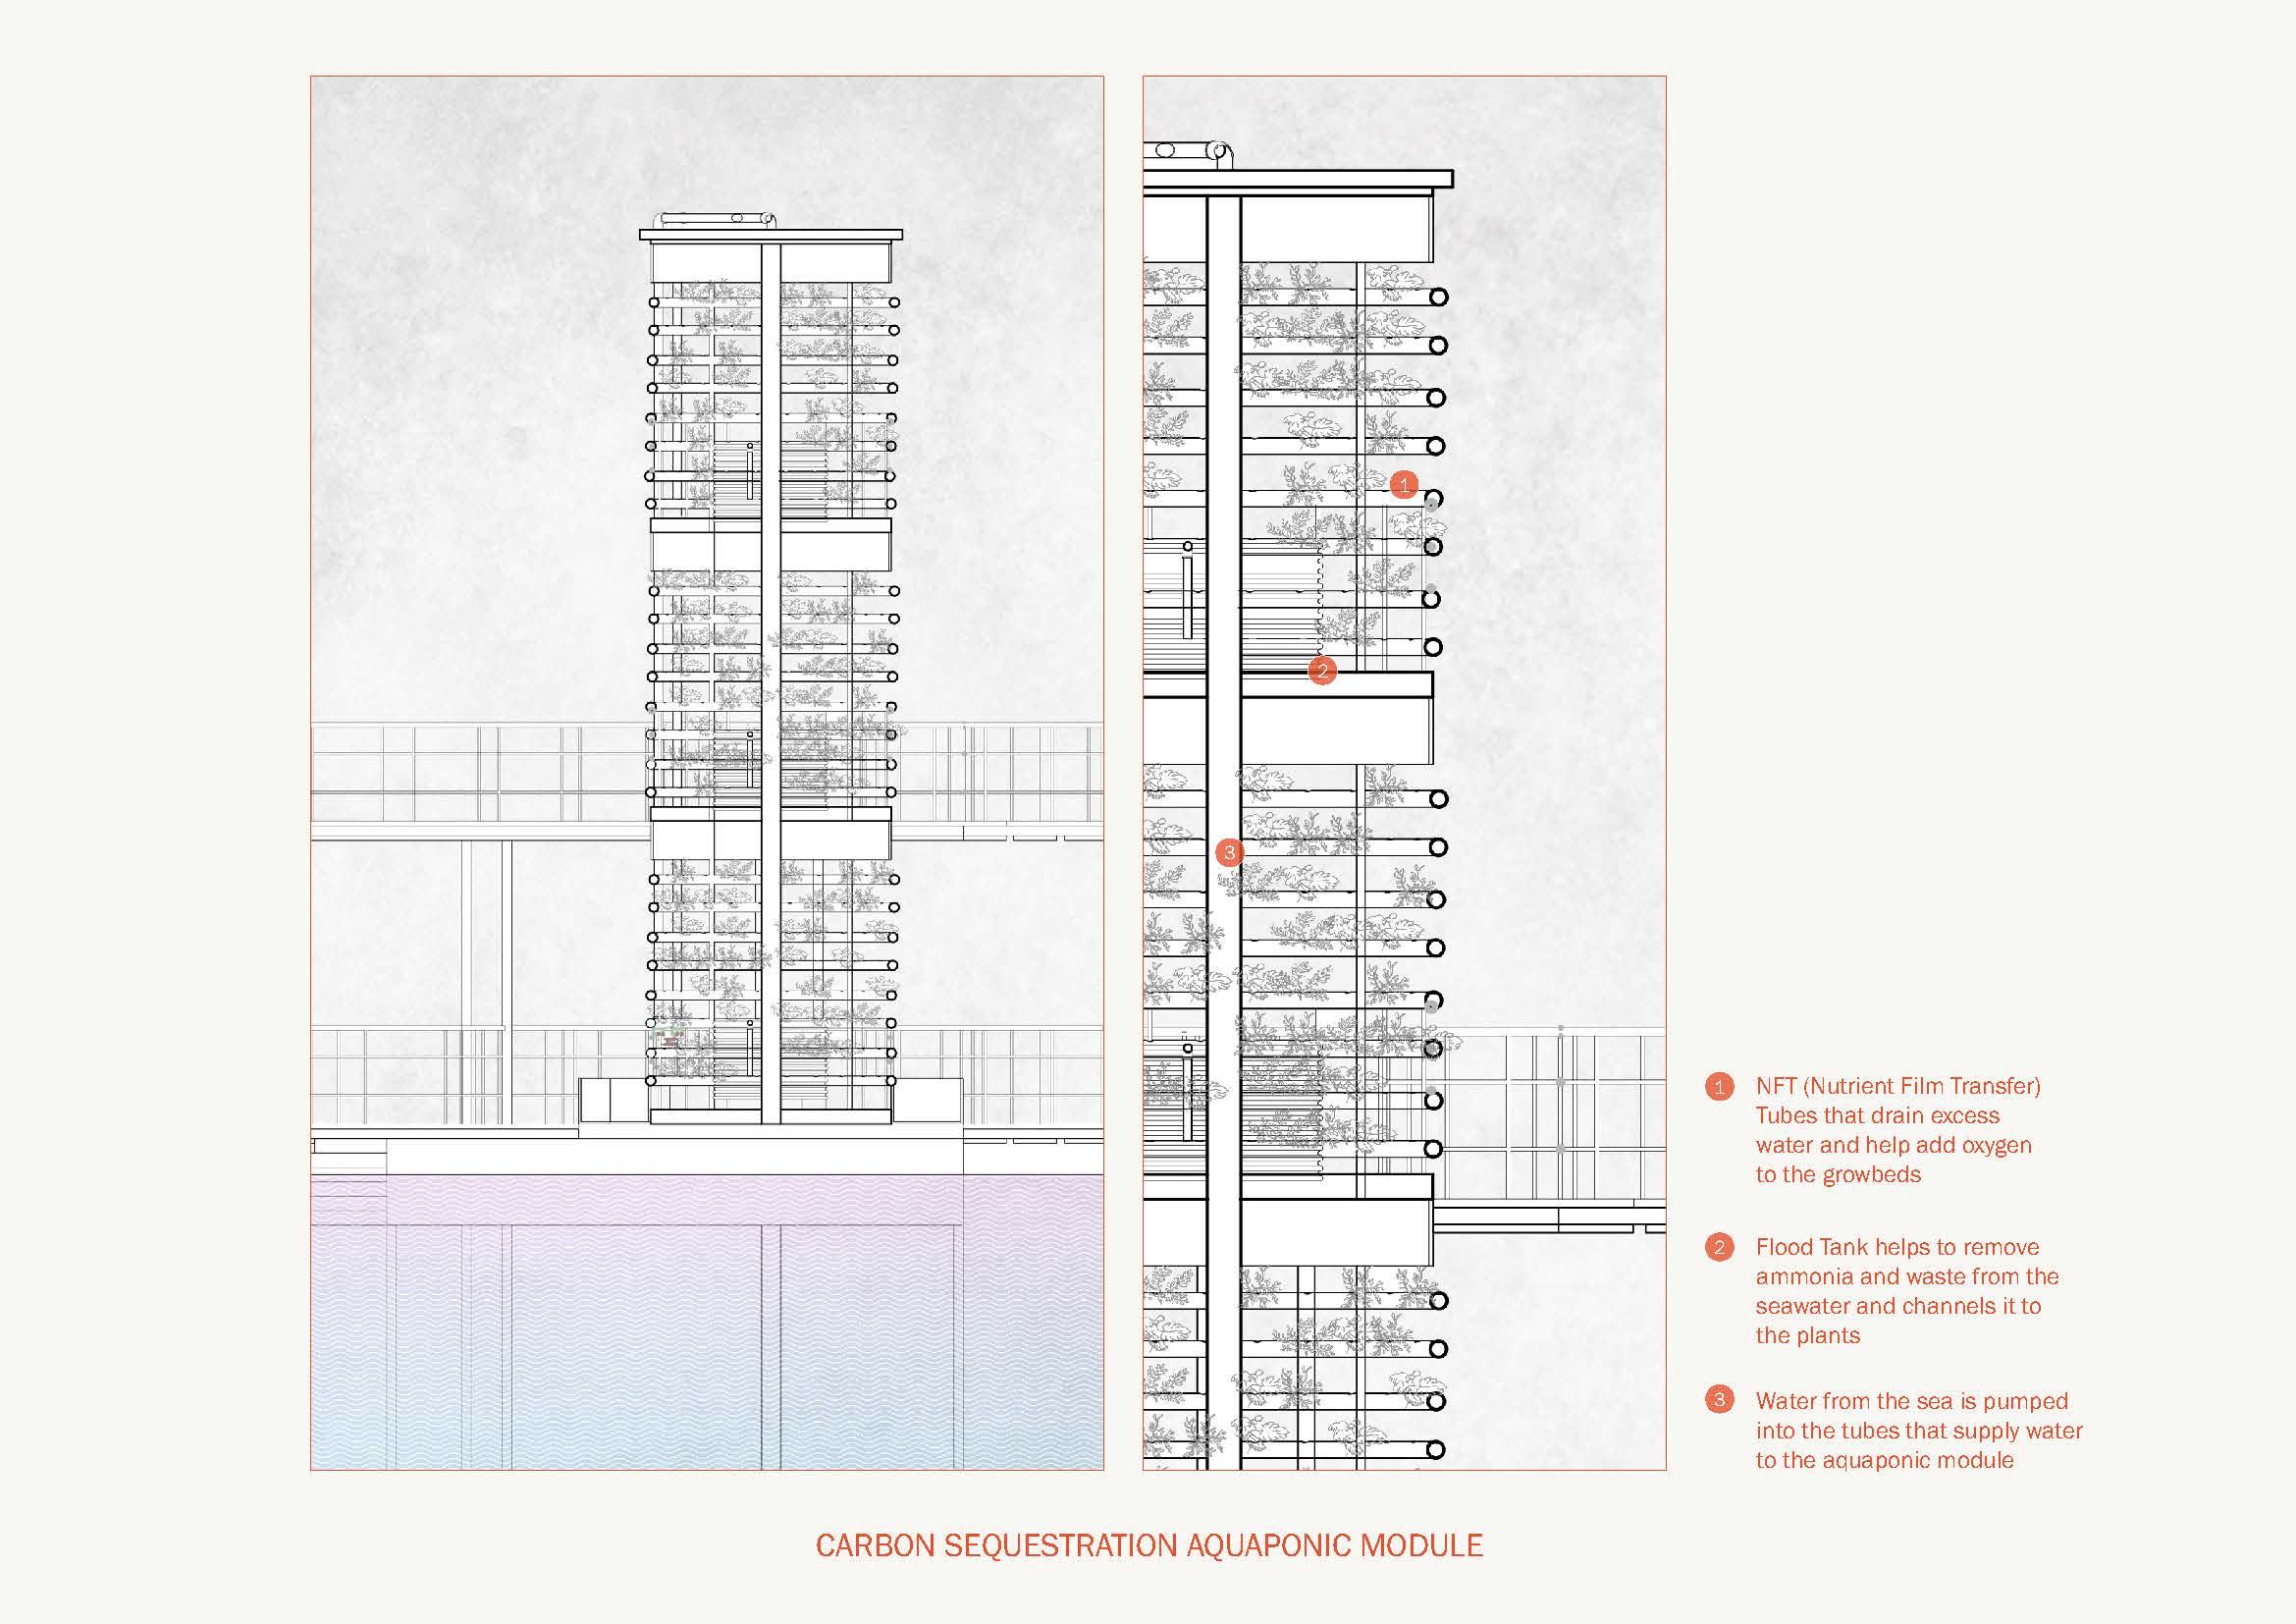 1
2
3
1
NFT (Nutrient Film Transfer)
Tubes that drain excess
water and help add oxygen
to the growbeds
2
Flood Tank helps to remove
ammonia and waste from the
seawater and channels it to
the plants
3
Water from the sea is pumped
into the tubes that supply water
to the aquaponic module
CARBON SEQUESTRATION AQUAPONIC MODULE